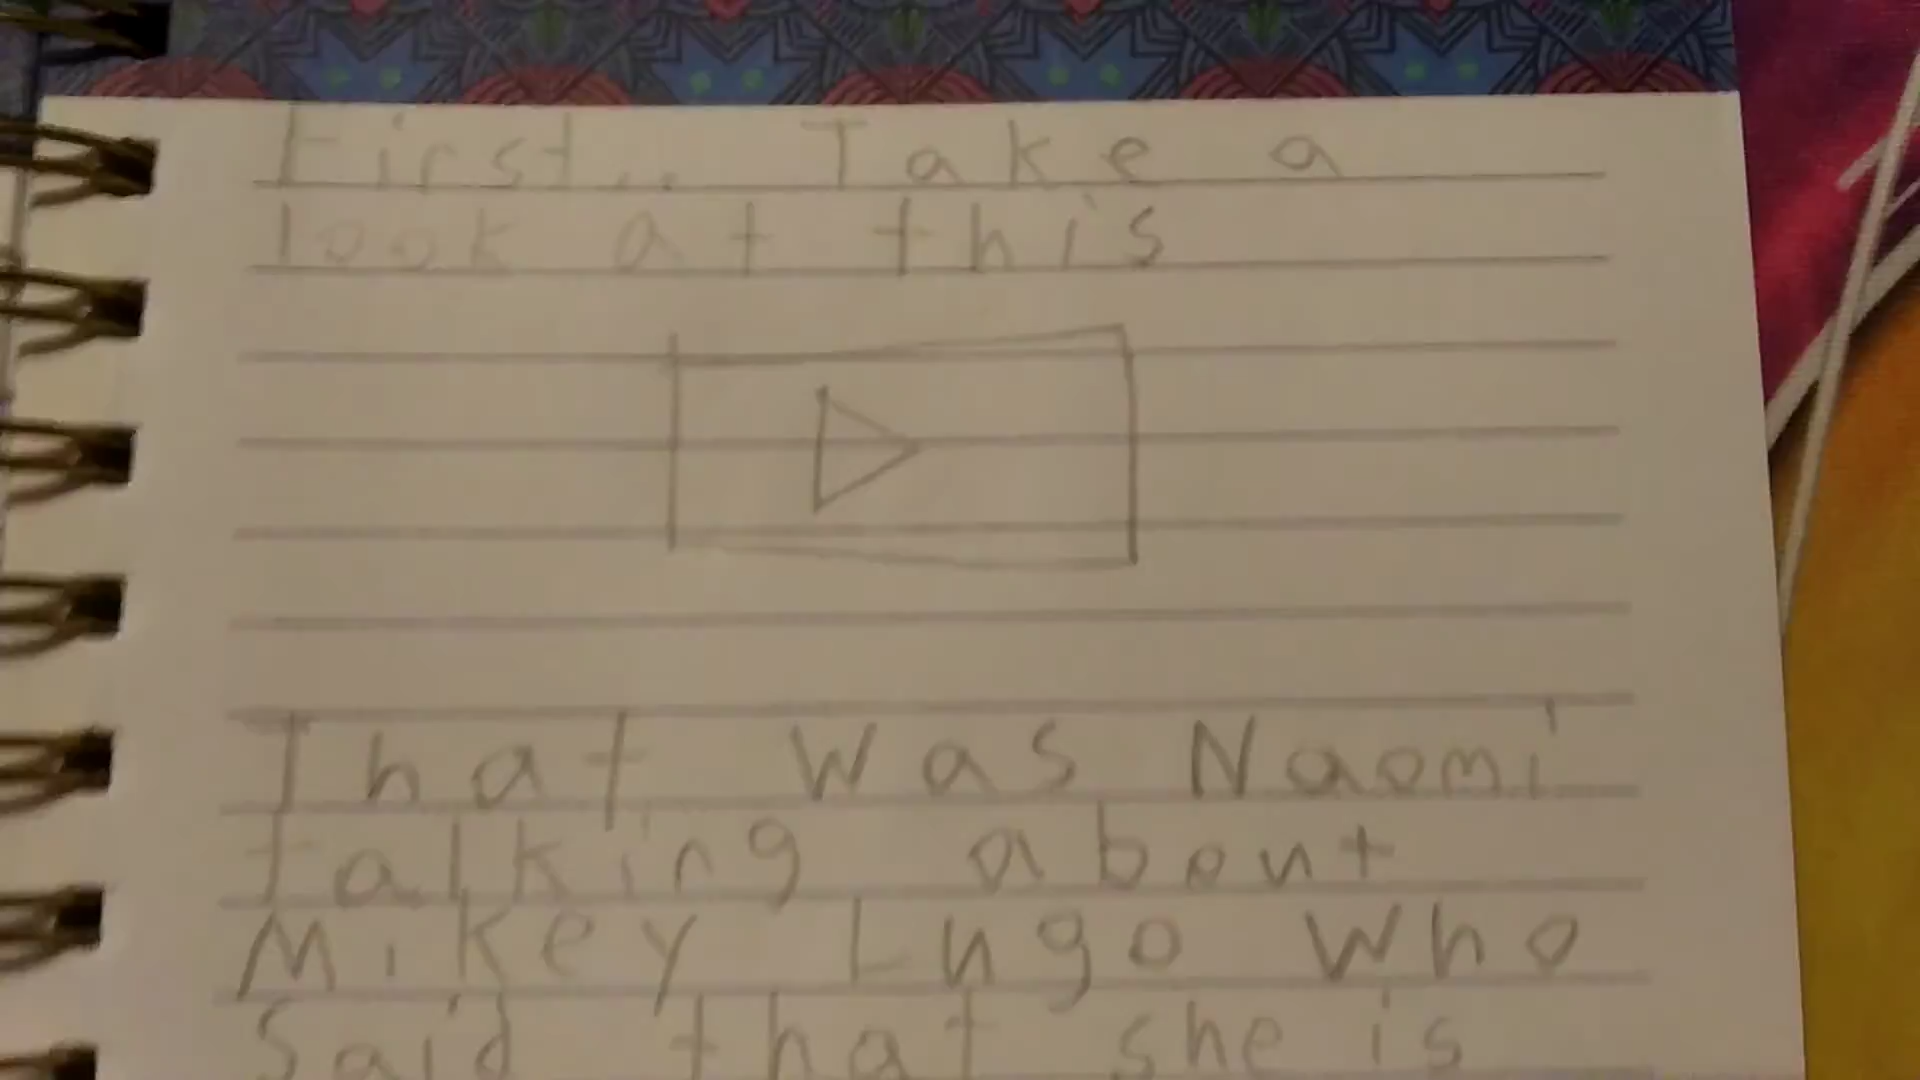 First.. Take a
look at this
That Was Naomi
talking about
Mikey Lugo Who
Said that she is